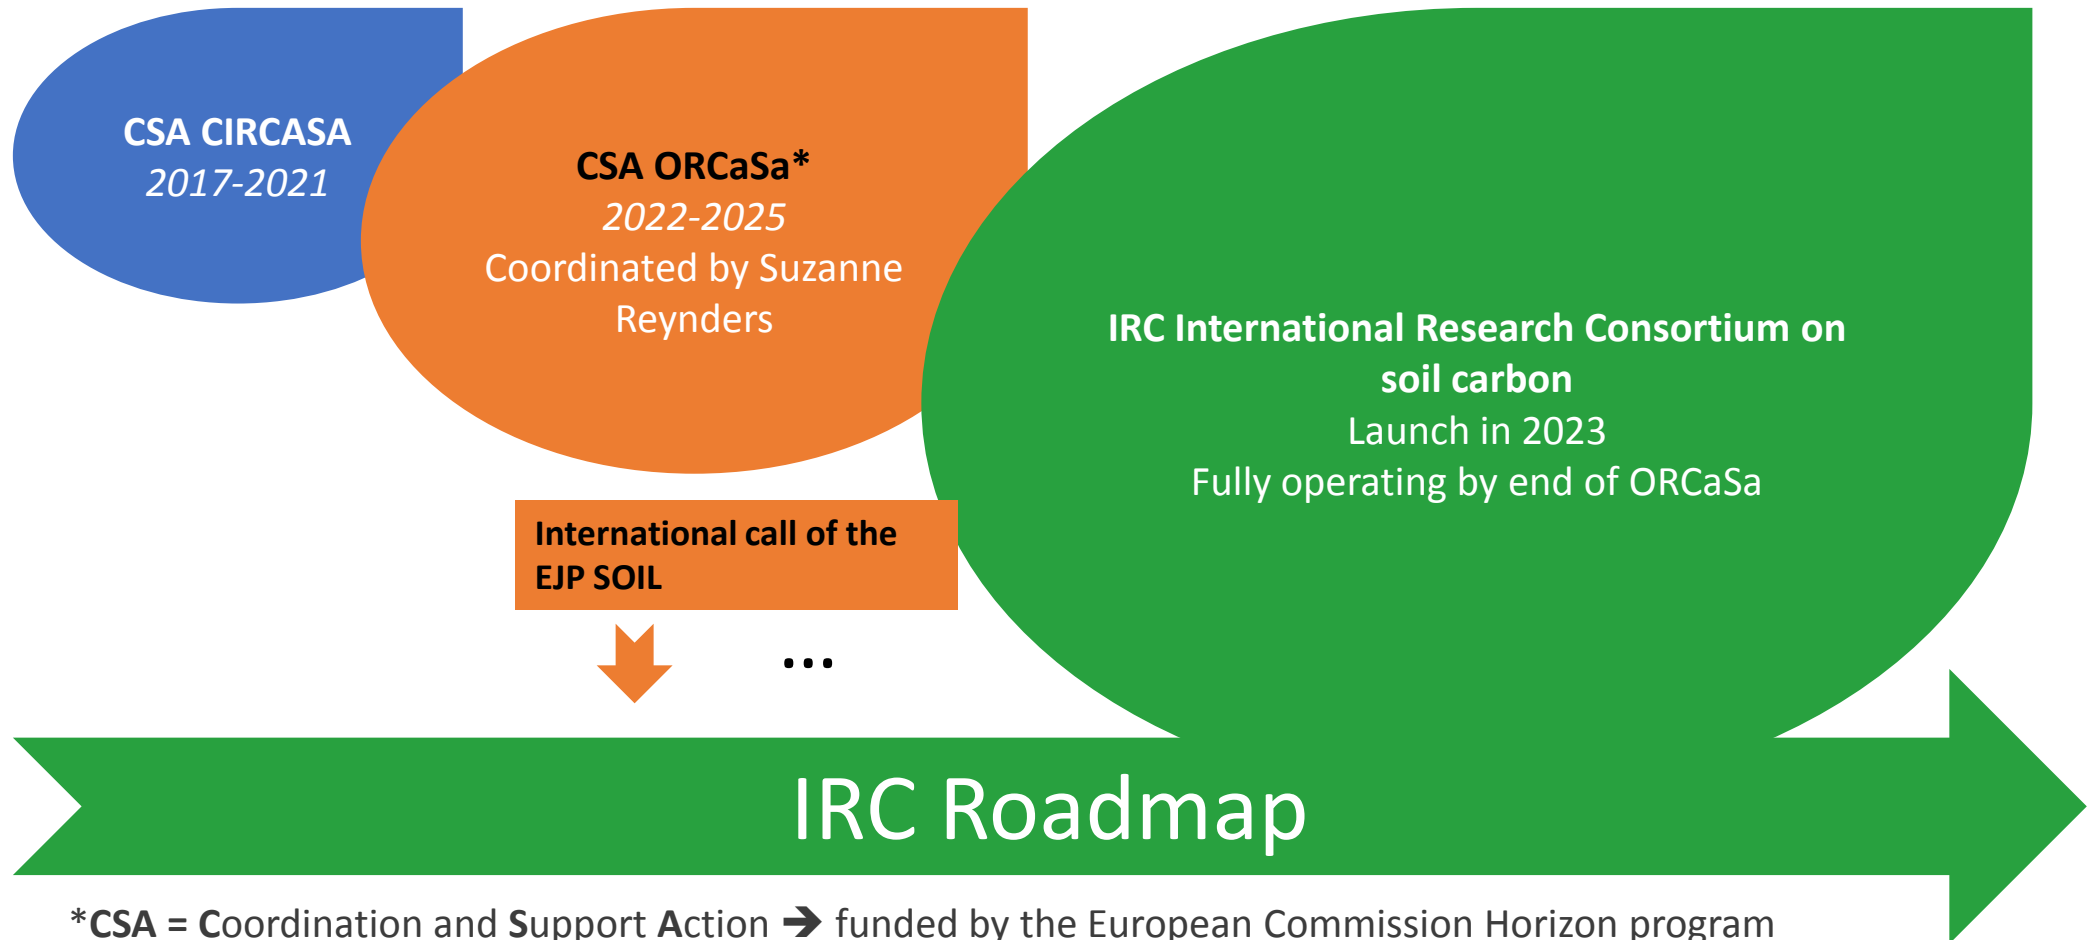 CSA CIRCASA
2017-2021
CSA ORCaSa*
2022-2025
Coordinated by Suzanne
Reynders
IRC International Research Consortium on
soil carbon
Launch in 2023
Fully operating by end of ORCaSa
International call of the
EJP SOIL
...
IRC Roadmap
*CSA = Coordination and Support Action ➔ funded by the European Commission Horizon program